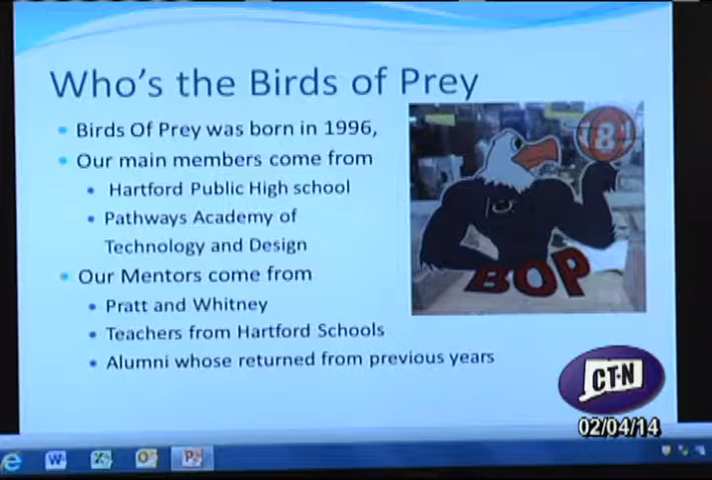 Who's the Birds of Prey
Birds Of Prey was born in 1996,
Our main members come from
Hartford Public High school
Pathways Academy of
Technology and Design
Our Mentors come from
Pratt and Whitney
Teachers from Hartford Schools
Alumni whose returned from previous years
8
BOP
CT-N
02/04/14